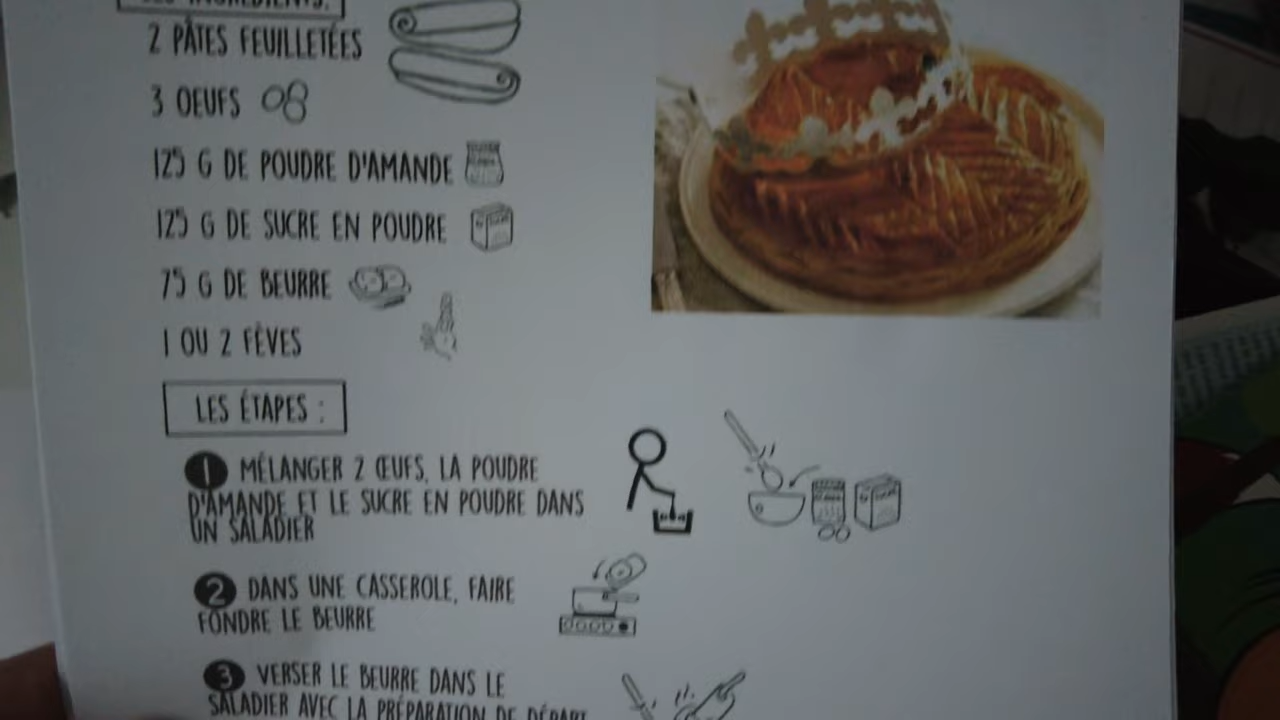 LES INGRÉDIENTS:
2 PÂTES FEUILLETÉES
3 OEUFS
125 G DE POUDRE D'AMANDE
125 G DE SUCRE EN POUDRE
75 G DE BEURRE
1 OU 2 FÈVES
LES ÉTAPES :
1 MÉLANGER 2 ŒUFS, LA POUDRE
D'AMANDE ET LE SUCRE EN POUDRE DANS
UN SALADIER
2 DANS UNE CASSEROLE, FAIRE
FONDRE LE BEURRE
3 VERSER LE BEURRE DANS LE
SALADIER AVEC LA PRÉPARATION DE DÉPART